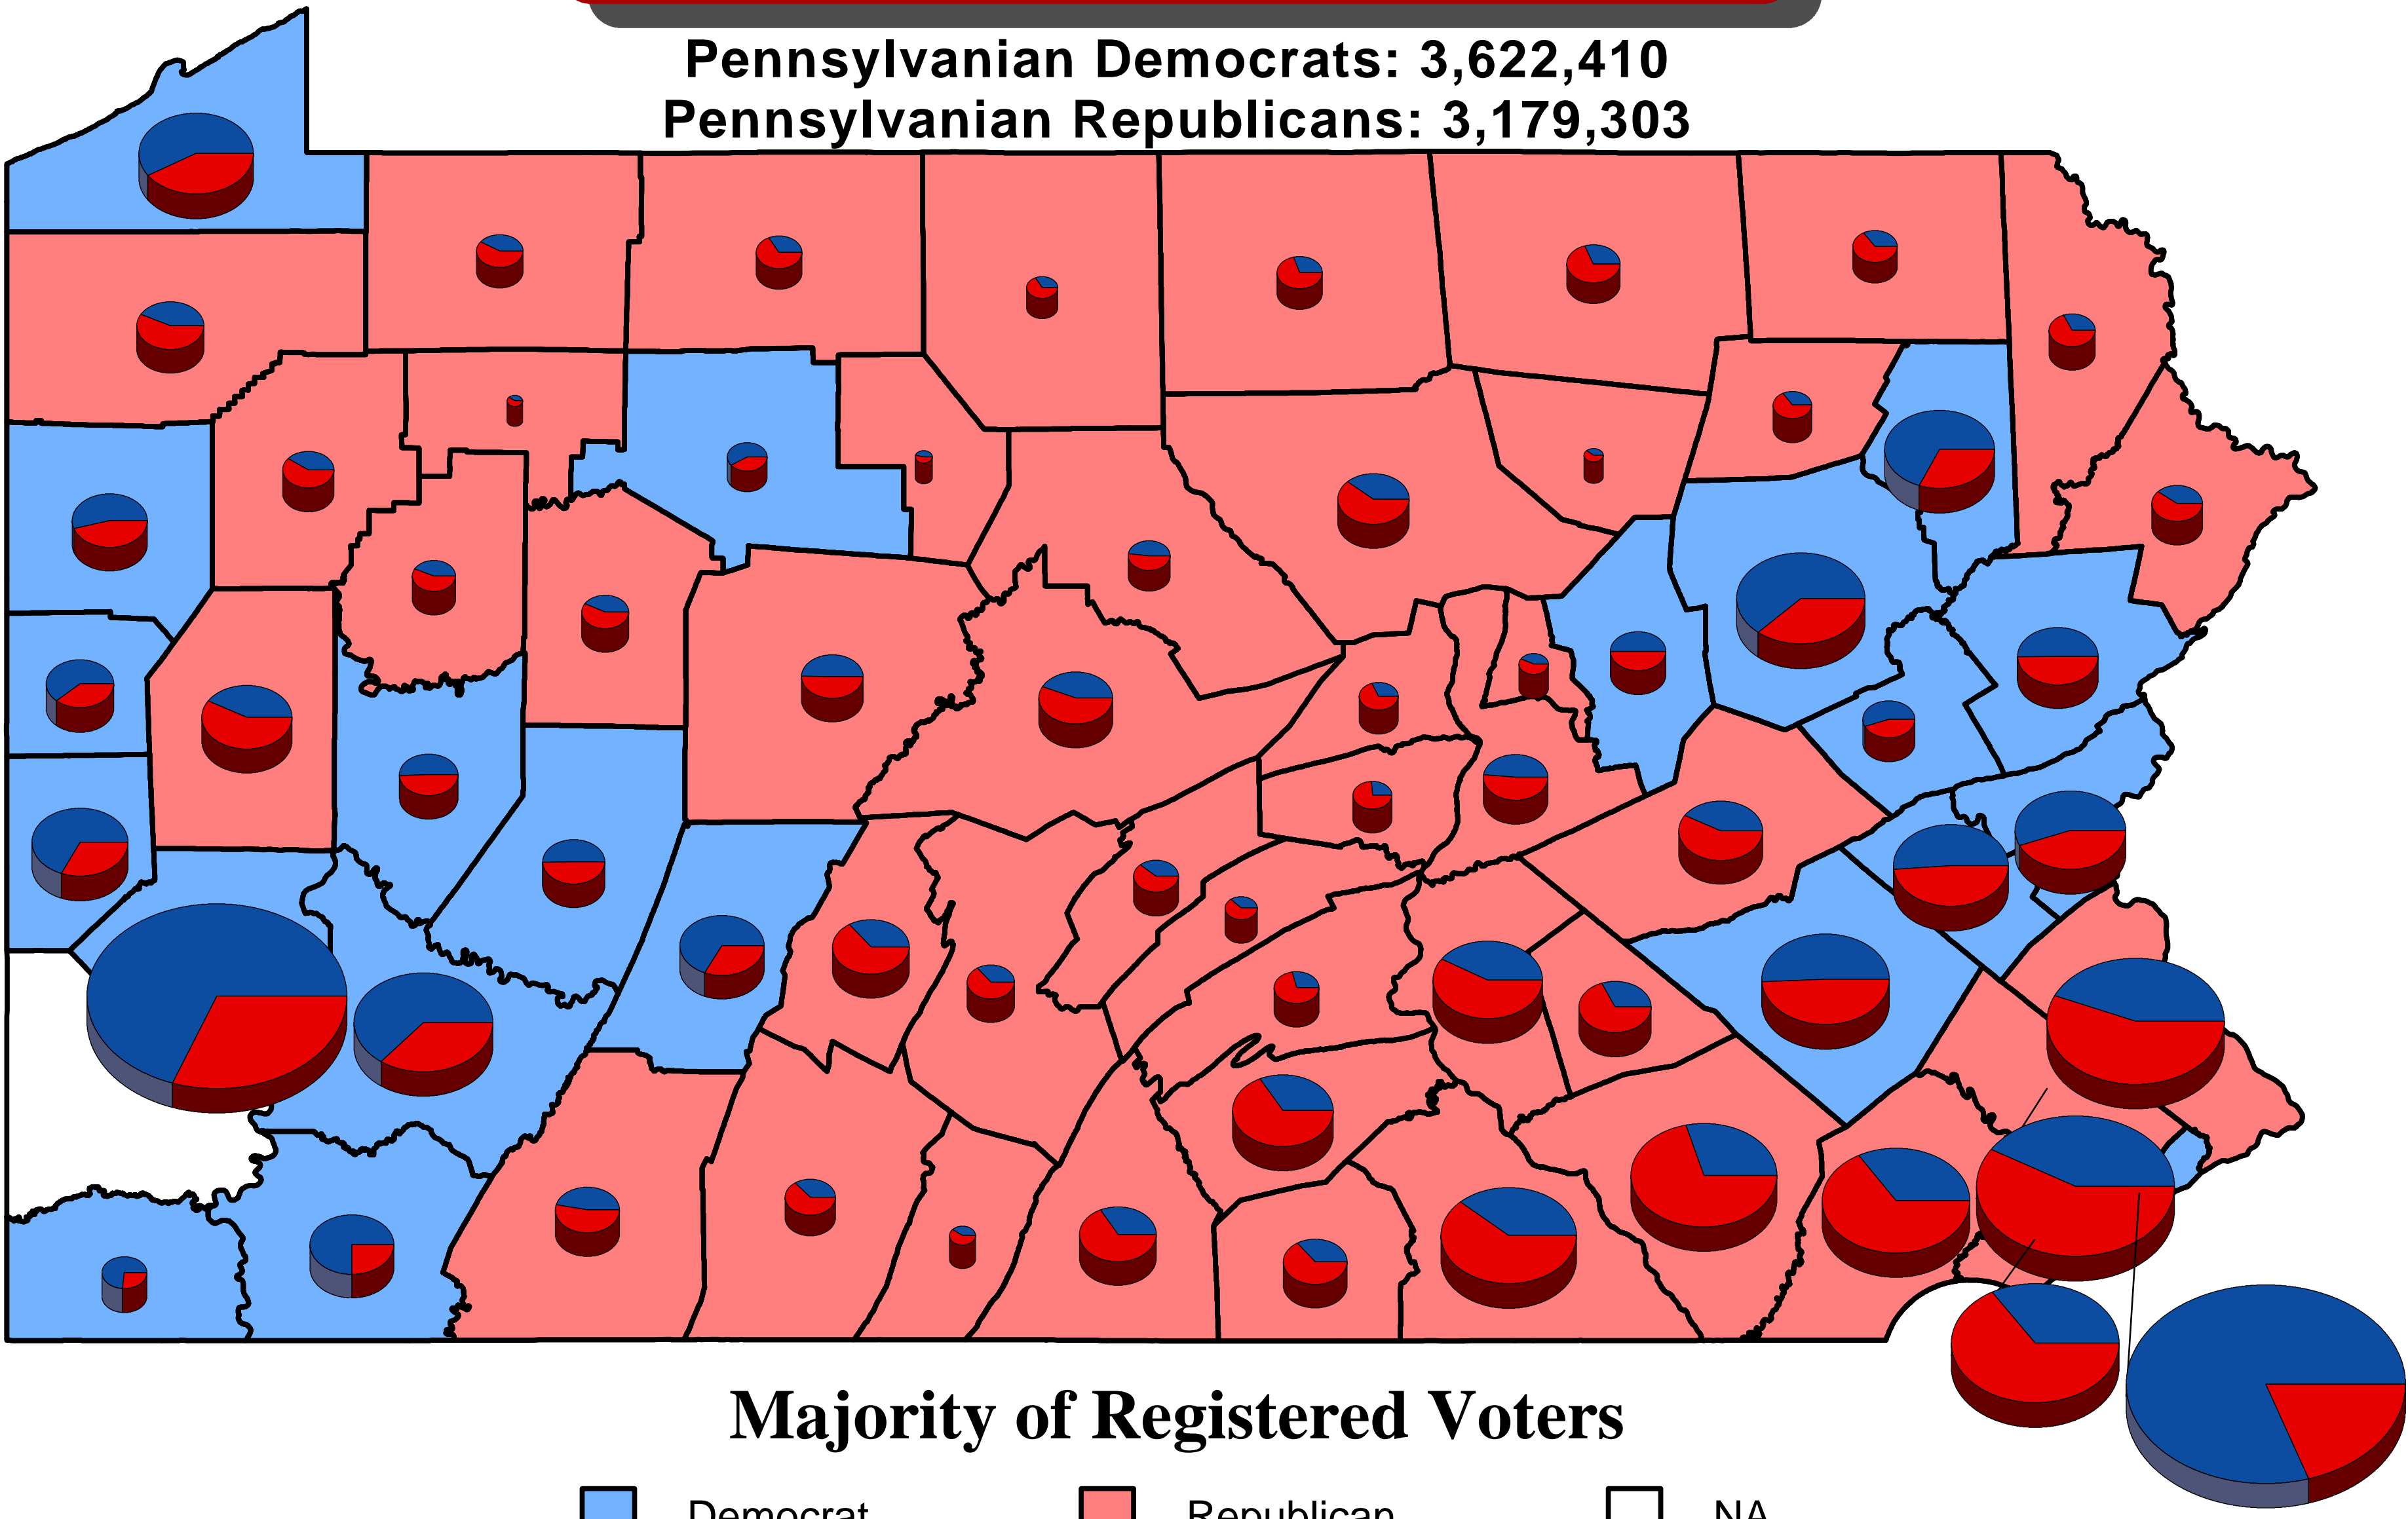 Pennsylvanian Democrats: 3,622,410
Pennsylvanian Republicans: 3,179,303
Majority of Registered Voters
Democrat
Republican
NA